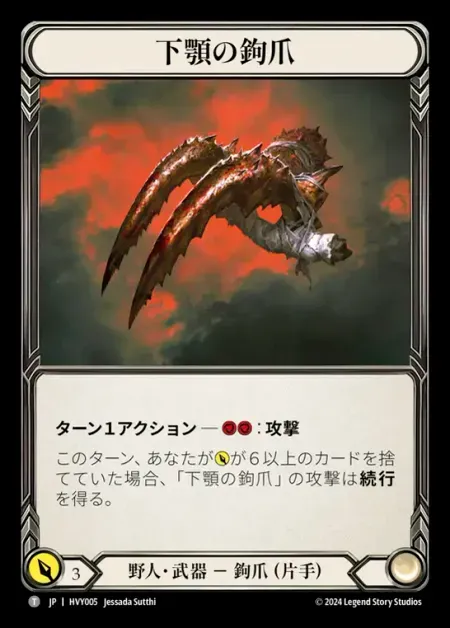 下顎の鉤爪
ターン1アクション ― : 攻撃
このターン、あなたがが6以上のカードを捨
てていた場合、「下顎の鉤爪」の攻撃は続行
を得る。
3
野人・武器 － 鉤爪 (片手)
T JP | HVY005 Jessada Sutthi
© 2024 Legend Story Studios